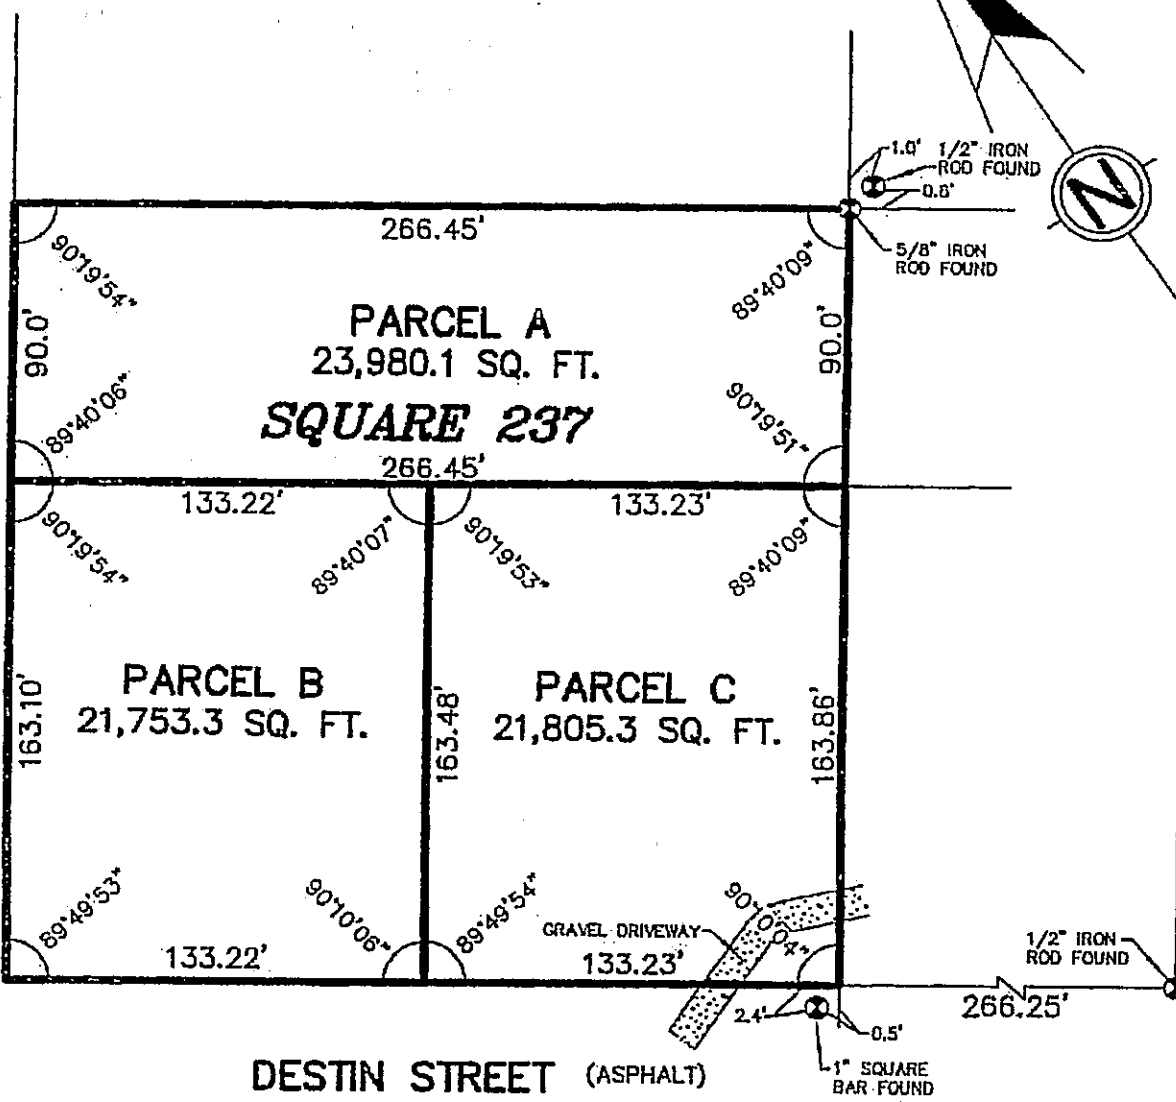 1.0' 1/2" IRON
ROD FOUND
0.8'
N
266.45'
5/8" IRON
ROD FOUND
90°19'54"
89°40'09"
90.0'
PARCEL A
90.0'
23,980.1 SQ. FT.
89°40'06"
90°19'51"
SQUARE 237
266.45'
133.22'
133.23'
90°19'54"
89°40'07"
90°19'53"
89°40'09"
PARCEL B
PARCEL C
21,753.3 SQ. FT.
21,805.3 SQ. FT.
163.10'
163.48'
163.86'
89°49'53"
90°10'06"
89°49'54"
90°10'04"
GRAVEL DRIVEWAY
133.22'
133.23'
1/2" IRON
ROD FOUND
266.25'
2.4'
0.5'
DESTIN STREET (ASPHALT)
1" SQUARE
BAR FOUND